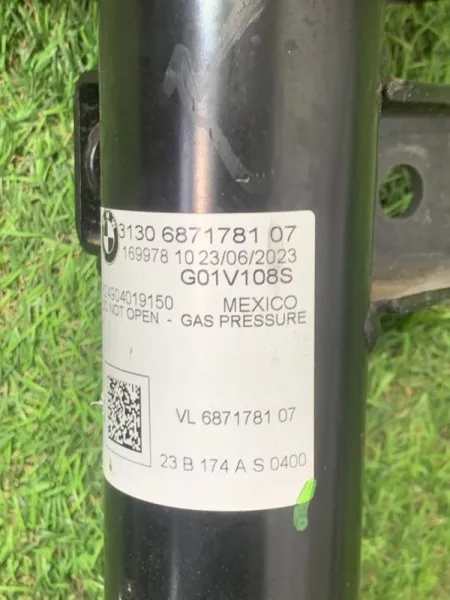 3130 6871781 07
169978 10 23/06/2023
G01V108S
24904019150 MEXICO
DO NOT OPEN - GAS PRESSURE
VL 6871781 07
23 B 174 A S 0400